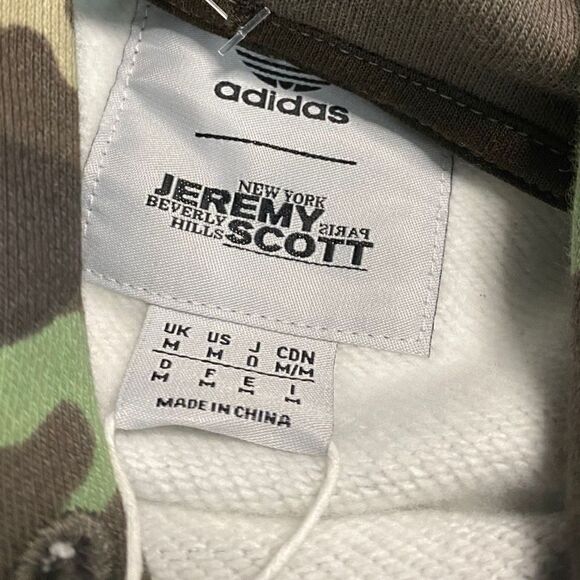 adidas
NEW YORK
JEREMY
BEVERLY PARIS
HILLS SCOTT
UK US J CDN
M M O M/M
D F E I
M M M M
MADE IN CHINA